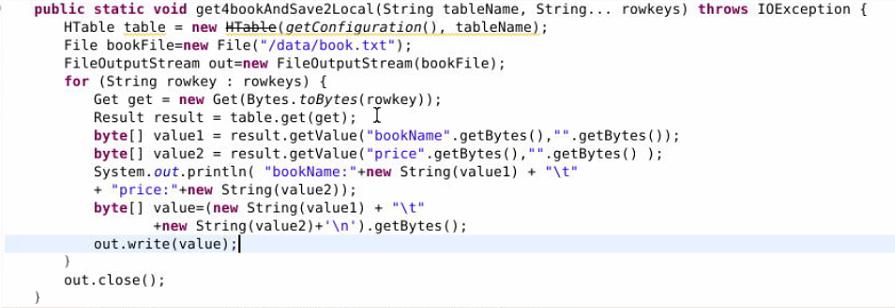 public static void get4bookAndSave2Local(String tableName, String... rowkeys) throws IOException {
HTable table = new HTable(getConfiguration(), tableName);
File bookFile=new File("/data/book.txt");
FileOutputStream out=new FileOutputStream(bookFile);
for (String rowkey : rowkeys) {
Get get = new Get(Bytes.toBytes(rowkey));
Result result = table.get(get);
byte[] value1 = result.getValue("bookName".getBytes(),"".getBytes());
byte[] value2 = result.getValue("price".getBytes(),"".getBytes() );
System.out.println( "bookName:"+new String(value1) + "\t"
+ "price:"+new String(value2));
byte[] value=(new String(value1) + "\t"
+new String(value2)+'\n').getBytes();
out.write(value);
}
out.close();
}